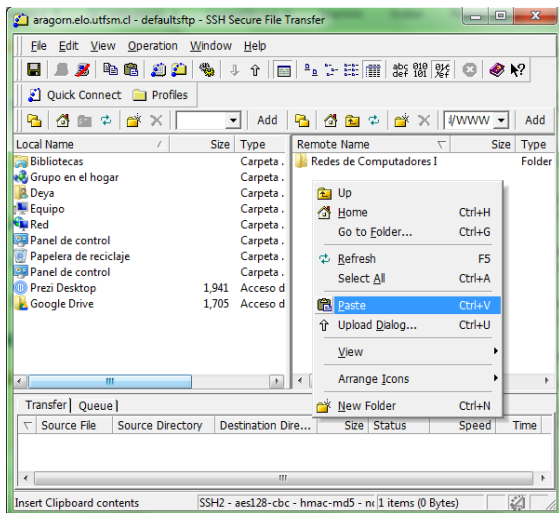 aragorn.elo.utfsm.cl - defaultsftp - SSH Secure File Transfer
File Edit View Operation Window Help
Quick Connect Profiles
Add /WWW Add
Local Name / Size Type Remote Name Size Type
Bibliotecas Carpeta . Redes de Computadores I Folder
Grupo en el hogar Carpeta .
Deya Carpeta .
Equipo Carpeta .
Red Carpeta .
Panel de control Carpeta .
Papelera de reciclaje Carpeta .
Panel de control Carpeta .
Prezi Desktop 1,941 Acceso d
Google Drive 1,705 Acceso d
Up
Home Ctrl+H
Go to Folder... Ctrl+G
Refresh F5
Select All Ctrl+A
Paste Ctrl+V
Upload Dialog... Ctrl+U
View
Arrange Icons
New Folder Ctrl+N
Transfer Queue
Source File Source Directory Destination Dire... Size Status Speed Time
Insert Clipboard contents SSH2 - aes128-cbc - hmac-md5 - nc 1 items (0 Bytes)